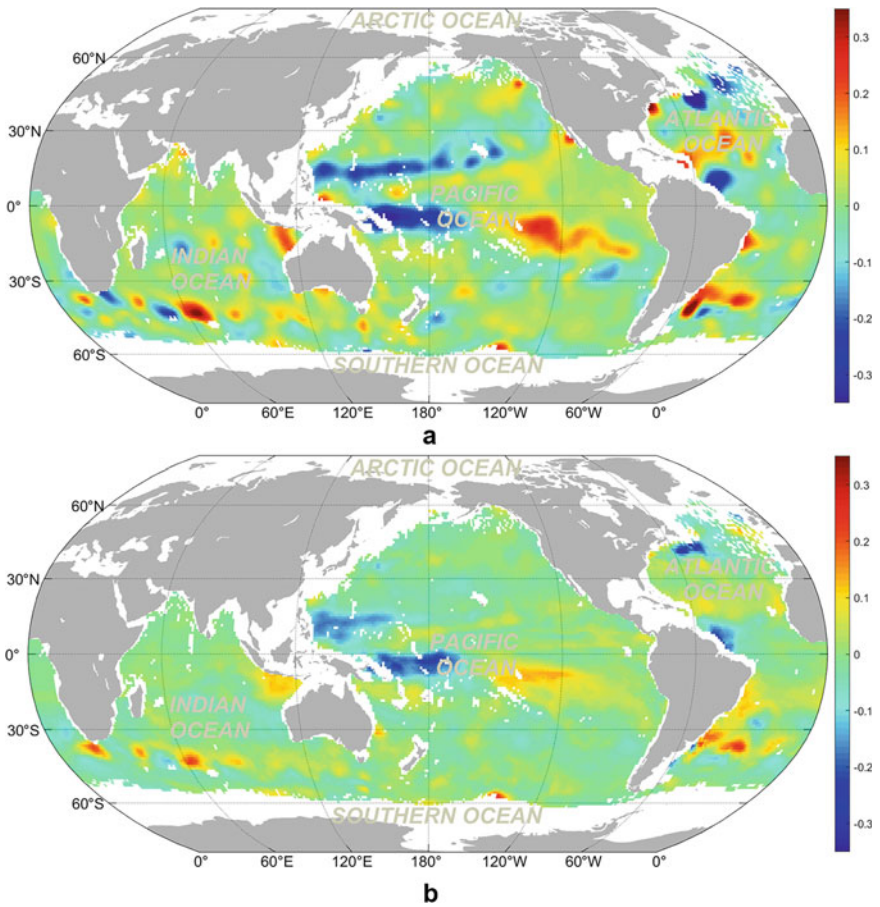 ARCTIC OCEAN
60°N
30°N
ATLANTIC
OCEAN
0°
PACIFIC
OCEAN
INDIAN
OCEAN
30°S
60°S
SOUTHERN OCEAN
0° 60°E 120°E 180° 120°W 60°W 0°
0.3
0.2
0.1
0
-0.1
-0.2
-0.3
a
ARCTIC OCEAN
60°N
30°N
ATLANTIC
OCEAN
0°
PACIFIC
OCEAN
INDIAN
OCEAN
30°S
60°S
SOUTHERN OCEAN
0° 60°E 120°E 180° 120°W 60°W 0°
0.3
0.2
0.1
0
-0.1
-0.2
-0.3
b